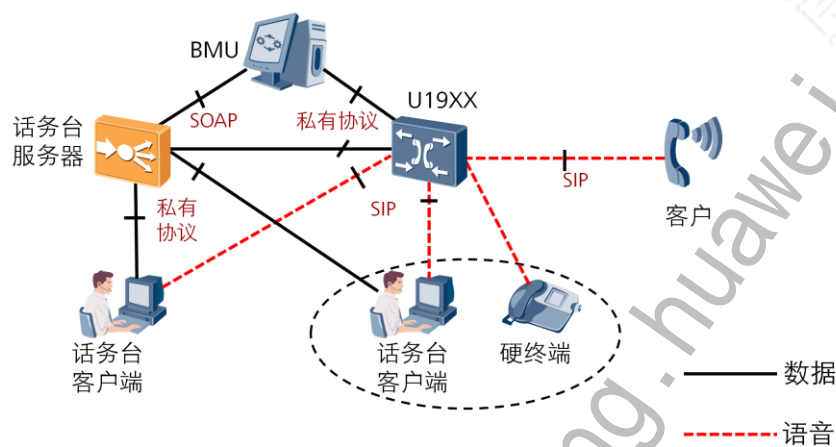 BMU
U19XX
SOAP
私有协议
话务台
服务器
SIP
客户
私有
协议
SIP
话务台
客户端
话务台
客户端
硬终端
数据
语音
ng.huawei